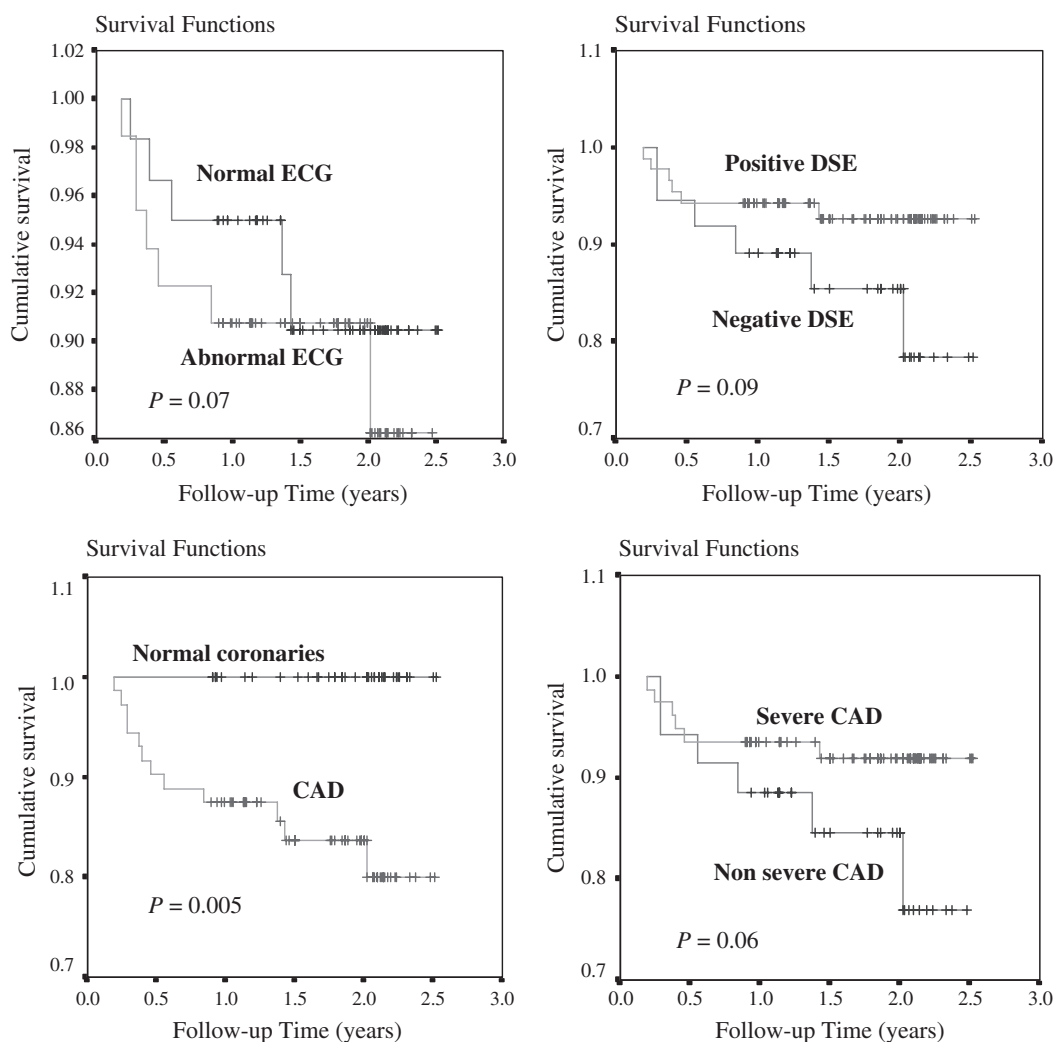 Survival Functions
1.02
1.00
0.98
0.96
0.94
0.92
0.90
0.88
0.86
Cumulative survival
Normal ECG
Abnormal ECG
P = 0.07
0.0 0.5 1.0 1.5 2.0 2.5 3.0
Follow-up Time (years)
Survival Functions
1.1
1.0
0.9
0.8
0.7
Cumulative survival
Positive DSE
Negative DSE
P = 0.09
0.0 0.5 1.0 1.5 2.0 2.5 3.0
Follow-up Time (years)
Survival Functions
1.1
1.0
0.9
0.8
0.7
Cumulative survival
Normal coronaries
CAD
P = 0.005
0.0 0.5 1.0 1.5 2.0 2.5 3.0
Follow-up Time (years)
Survival Functions
1.1
1.0
0.9
0.8
0.7
Cumulative survival
Severe CAD
Non severe CAD
P = 0.06
0.0 0.5 1.0 1.5 2.0 2.5 3.0
Follow-up Time (years)